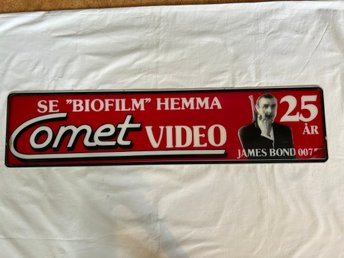 SE "BIOFILM" HEMMA
Comet VIDEO
25
ÅR
JAMES BOND 007